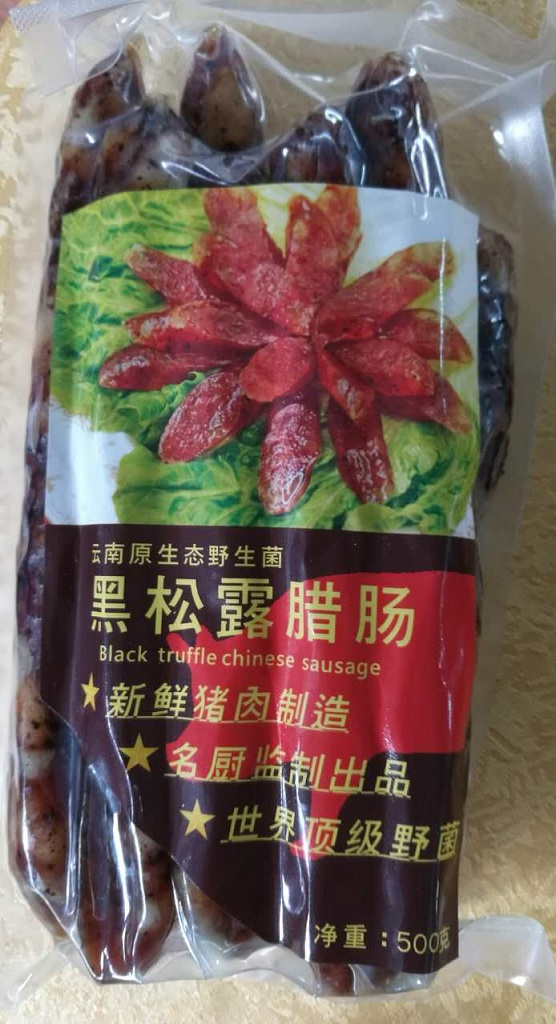 云南原生态野生菌
黑松露腊肠
Black truffle chinese sausage
新鲜猪肉制造
名厨监制出品
世界顶级野菌
净重：500克